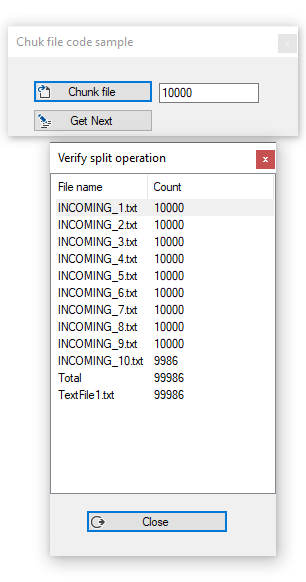 Chuk file code sample
x
Chunk file 10000
Get Next
Verify split operation
x
File name Count
INCOMING_1.txt 10000
INCOMING_2.txt 10000
INCOMING_3.txt 10000
INCOMING_4.txt 10000
INCOMING_5.txt 10000
INCOMING_6.txt 10000
INCOMING_7.txt 10000
INCOMING_8.txt 10000
INCOMING_9.txt 10000
INCOMING_10.txt 9986
Total 99986
TextFile1.txt 99986
Close